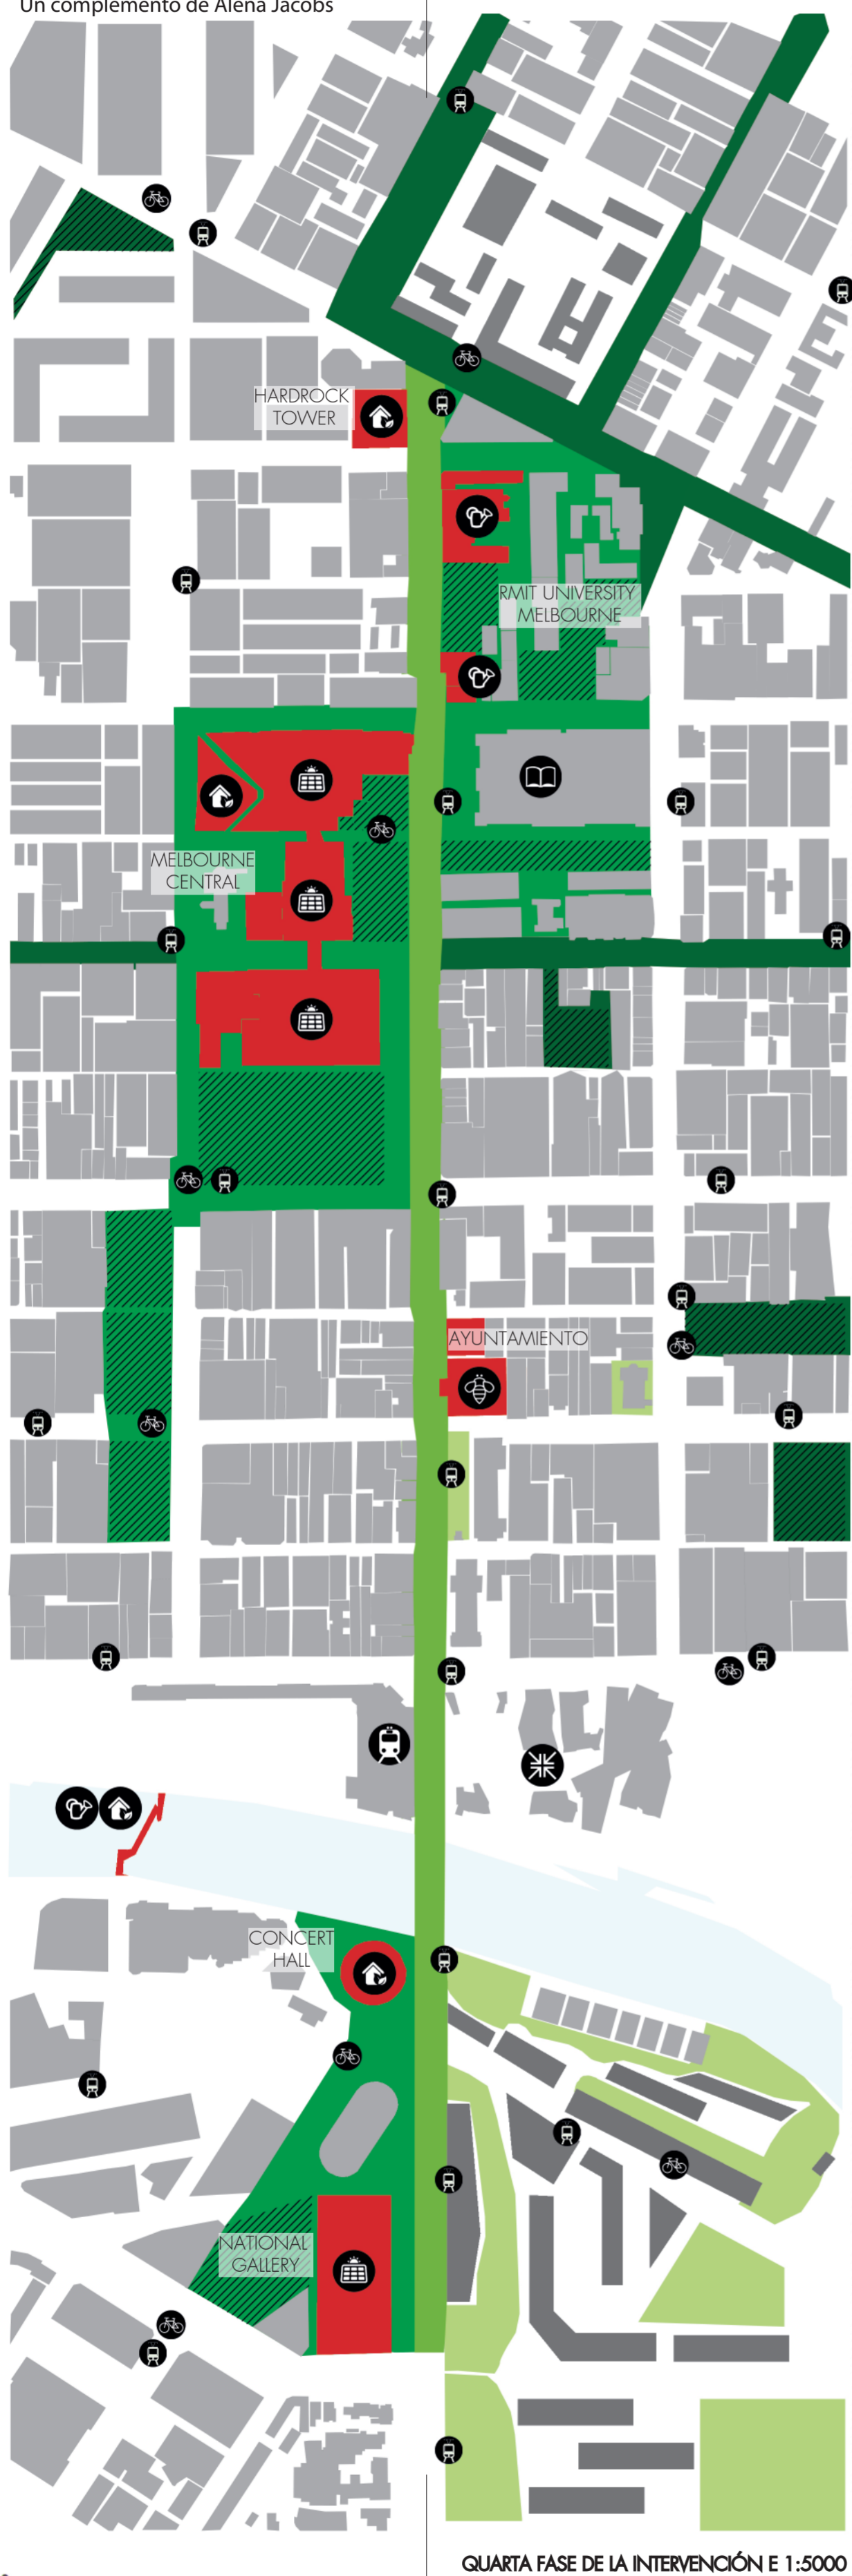 Un complemento de Alena Jacobs
HARDROCK
TOWER
RMIT UNIVERSITY
MELBOURNE
MELBOURNE
CENTRAL
AYUNTAMIENTO
CONCERT
HALL
NATIONAL
GALLERY
QUARTA FASE DE LA INTERVENCIÓN E 1:5000